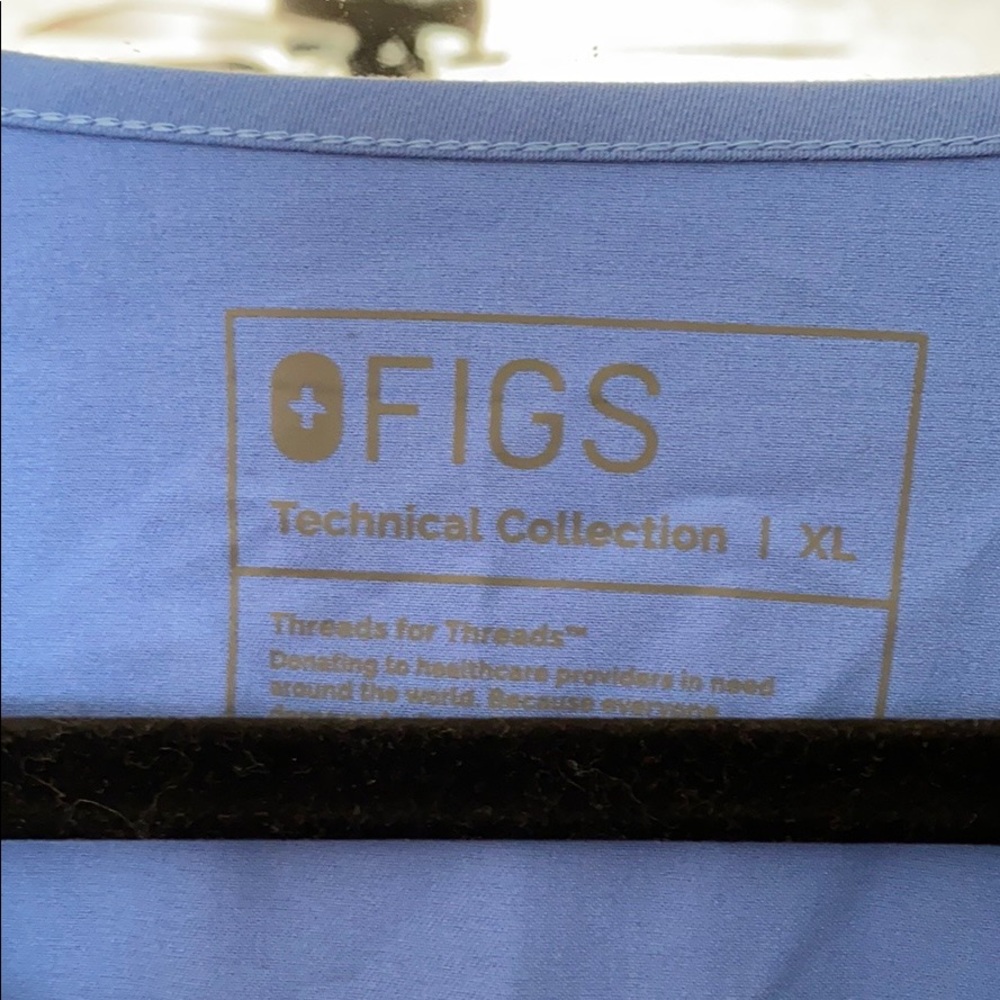 FIGS
Technical Collection | XL
Threads for Threads™
Donating to healthcare providers in need
around the world. Because everyone